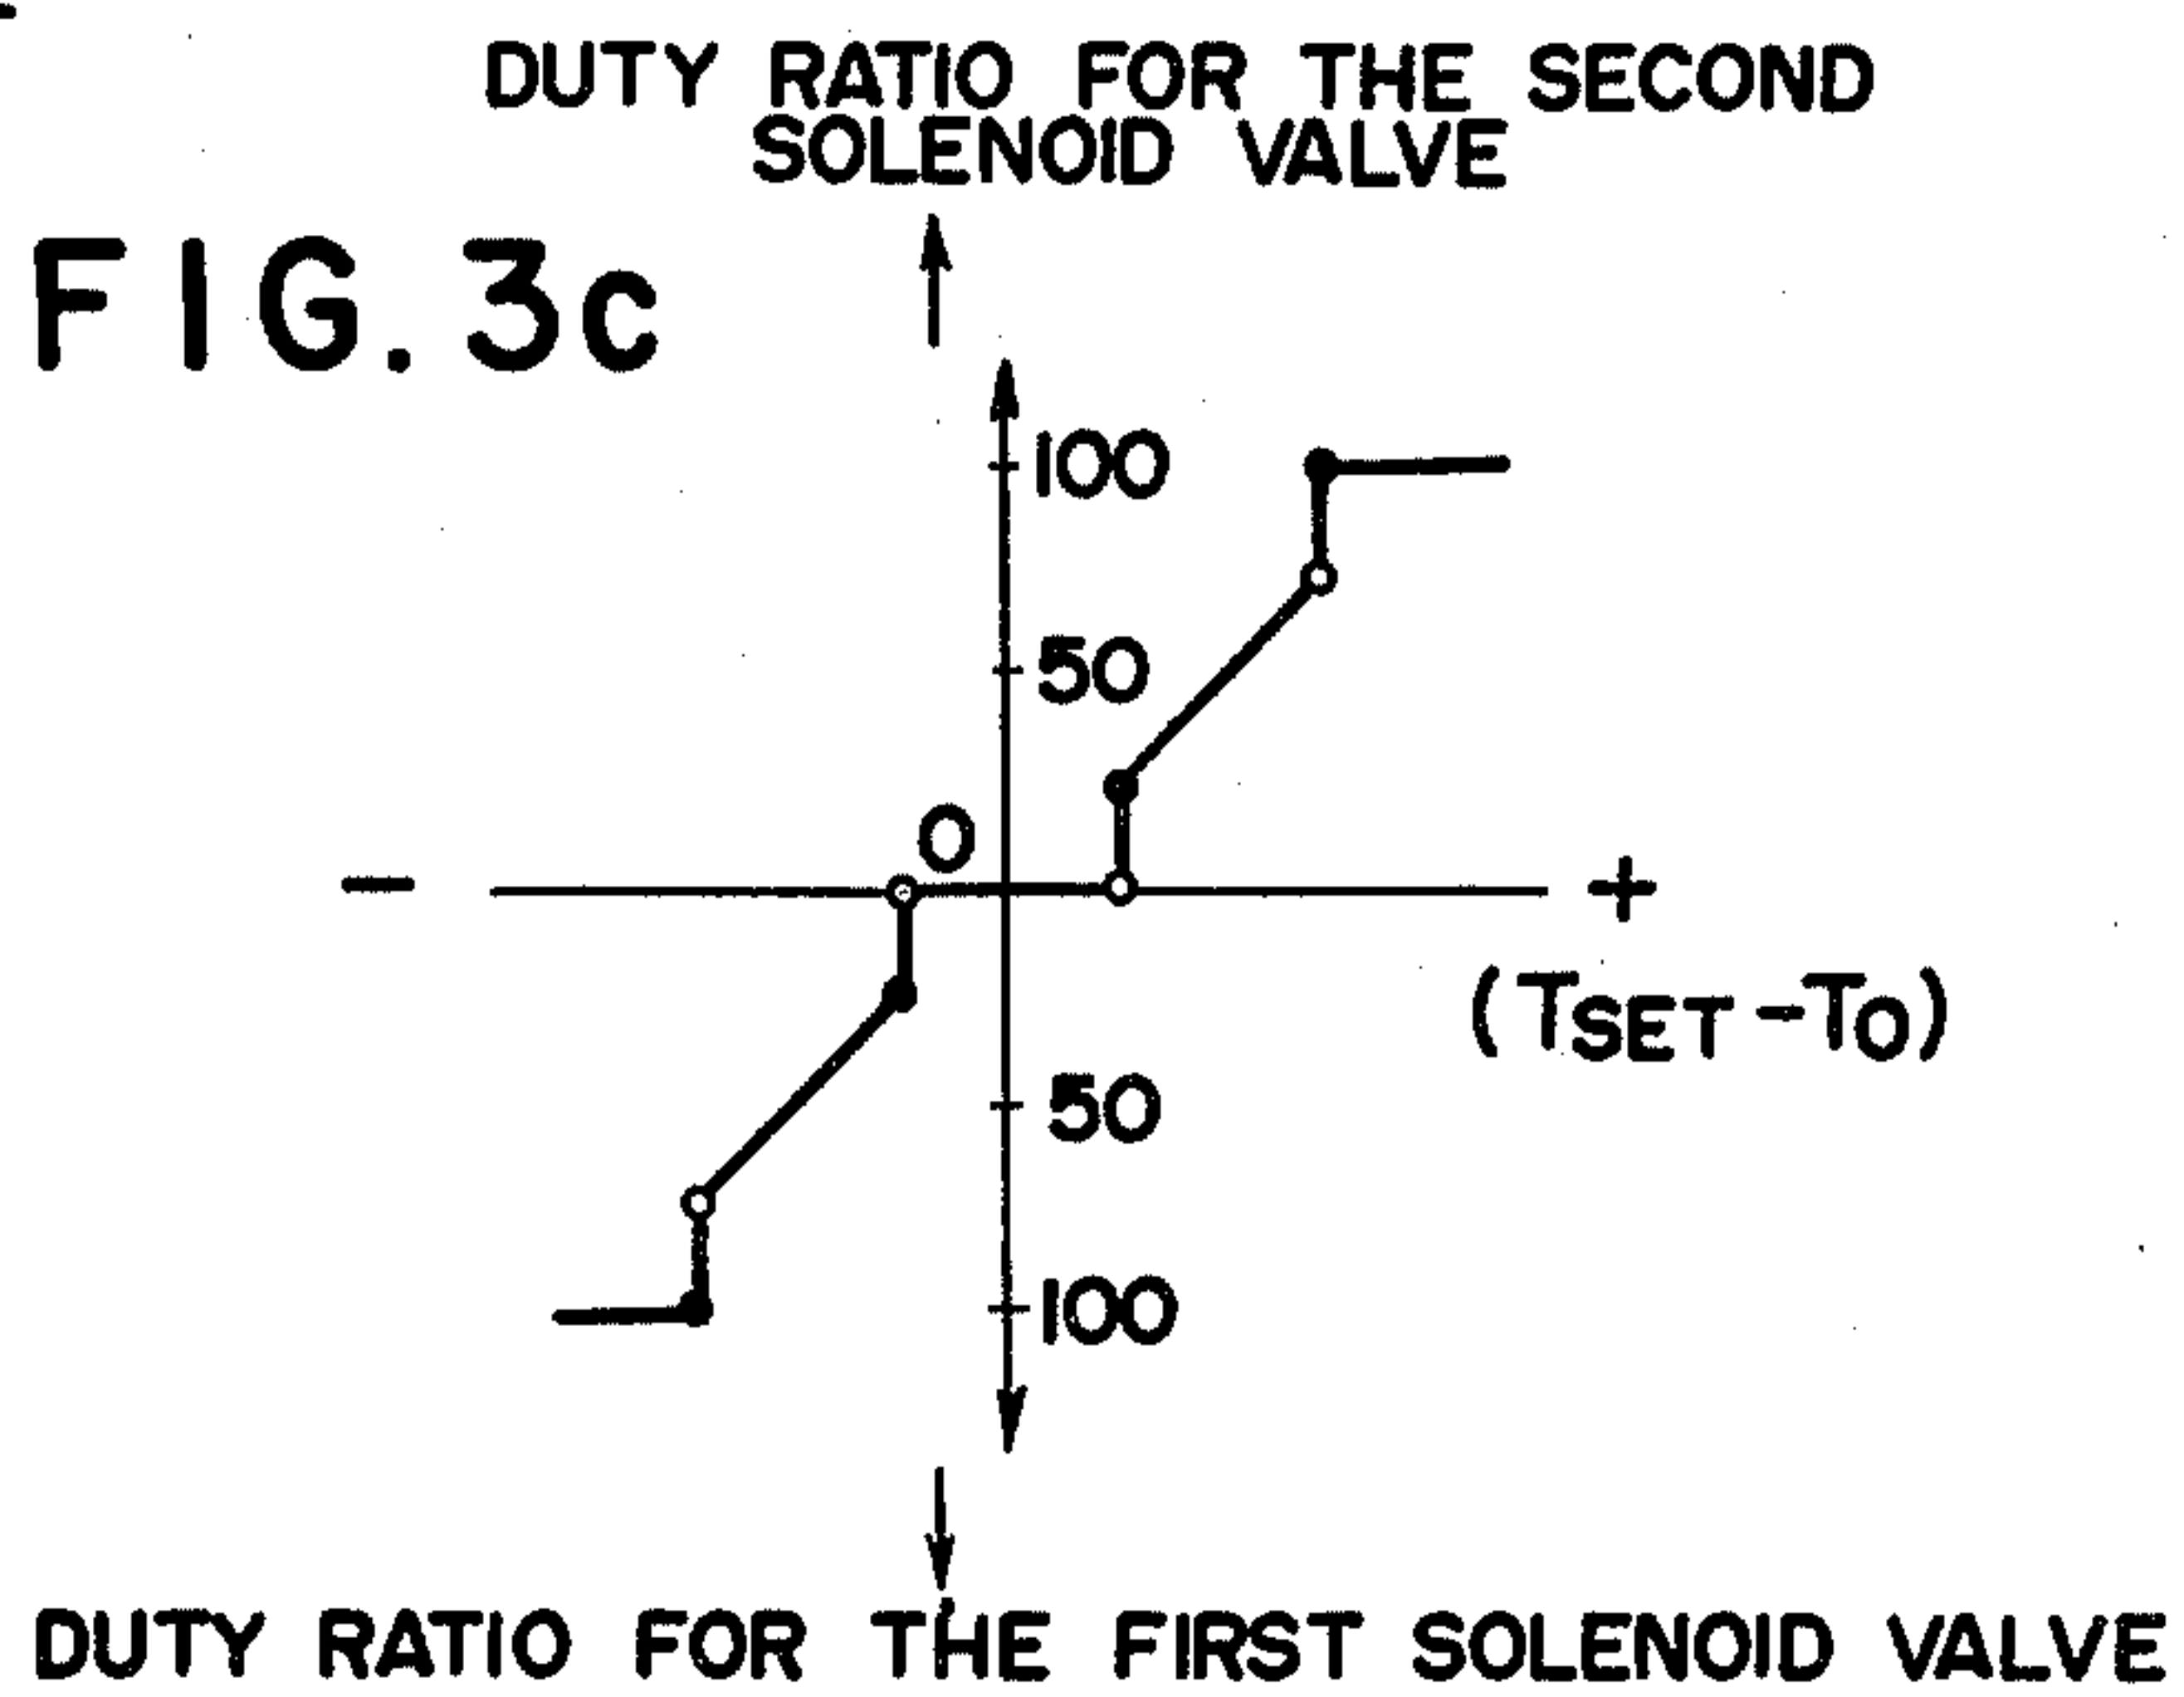 DUTY RATIO FOR THE SECOND
SOLENOID VALVE
FIG. 3c
100
50
0
− +
(TSET-TO)
50
100
DUTY RATIO FOR THE FIRST SOLENOID VALVE